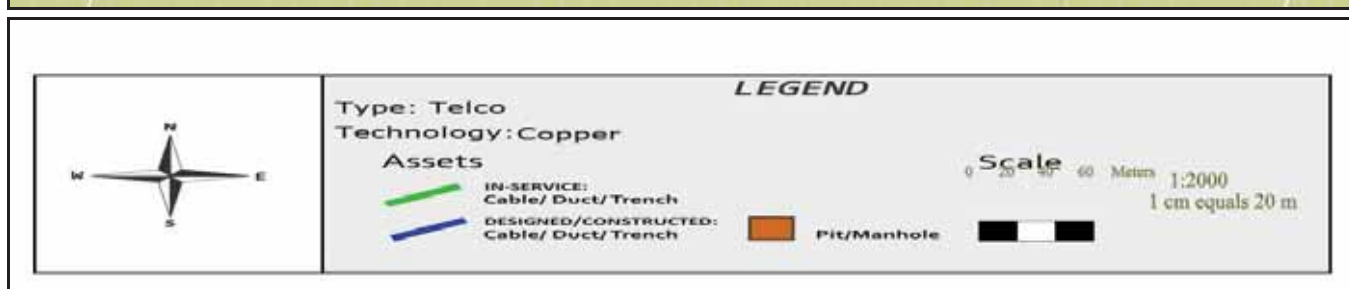 LEGEND
Type: Telco
Technology: Copper
Assets
IN-SERVICE:
Cable/ Duct/ Trench
DESIGNED/CONSTRUCTED:
Cable/ Duct/ Trench
Pit/Manhole
Scale
0 20 40 60 Meters
1:2000
1 cm equals 20 m
N
W E
S